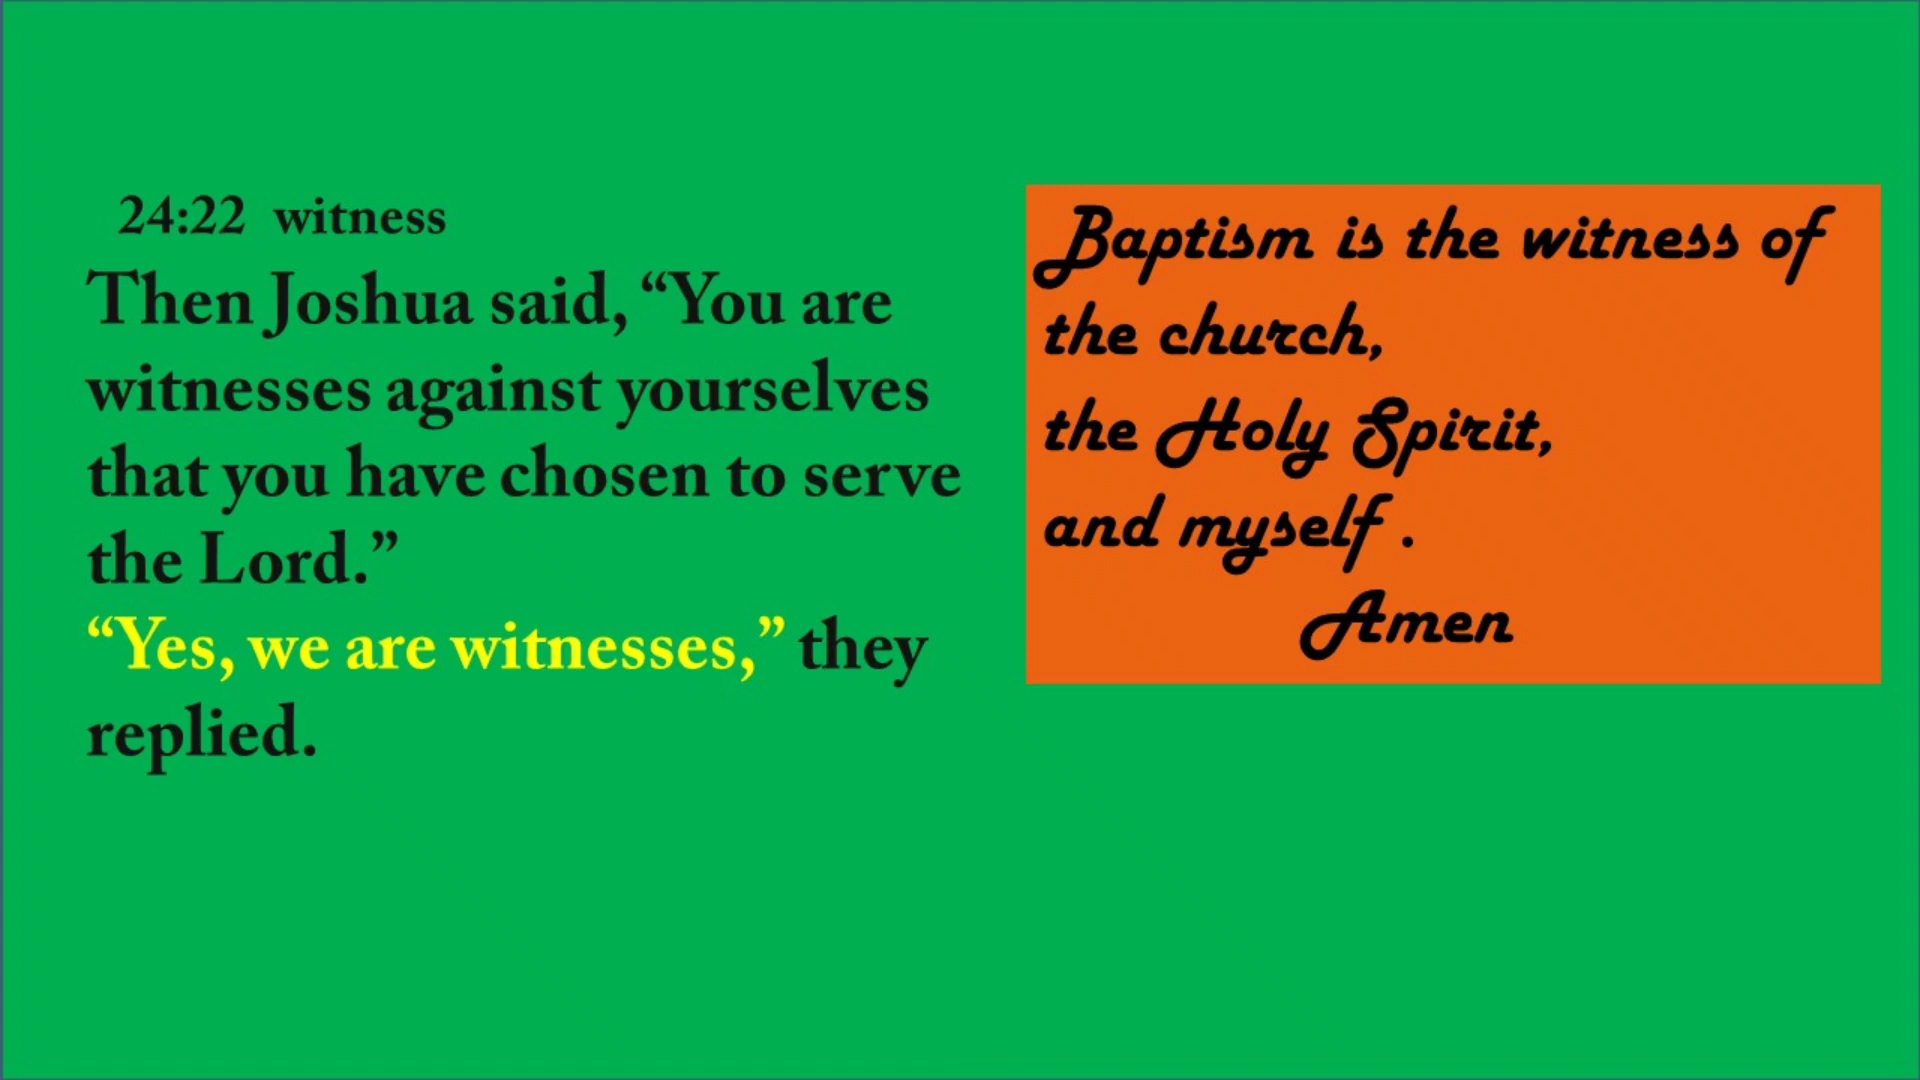 24:22 witness
Then Joshua said, “You are
witnesses against yourselves
that you have chosen to serve
the Lord.”
“Yes, we are witnesses,” they
replied.
Baptism is the witness of
the church,
the Holy Spirit,
and myself .
Amen